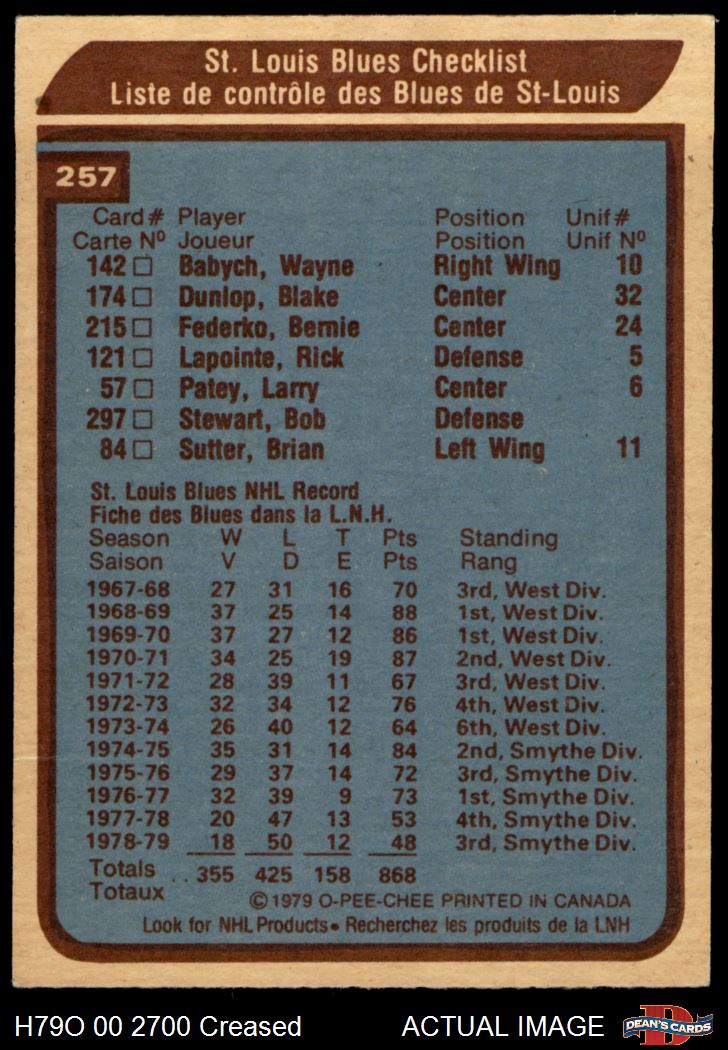 St. Louis Blues Checklist
Liste de contrôle des Blues de St-Louis
257
Card # Player Position Unif #
Carte Nº Joueur Position Unif Nº
142 □ Babych, Wayne Right Wing 10
174 □ Dunlop, Blake Center 32
215 □ Federko, Bernie Center 24
121 □ Lapointe, Rick Defense 5
57 □ Patey, Larry Center 6
297 □ Stewart, Bob Defense
84 □ Sutter, Brian Left Wing 11
St. Louis Blues NHL Record
Fiche des Blues dans la L.N.H.
Season W L T Pts Standing
Saison V D E Pts Rang
1967-68 27 31 16 70 3rd, West Div.
1968-69 37 25 14 88 1st, West Div.
1969-70 37 27 12 86 1st, West Div.
1970-71 34 25 19 87 2nd, West Div.
1971-72 28 39 11 67 3rd, West Div.
1972-73 32 34 12 76 4th, West Div.
1973-74 26 40 12 64 6th, West Div.
1974-75 35 31 14 84 2nd, Smythe Div.
1975-76 29 37 14 72 3rd, Smythe Div.
1976-77 32 39 9 73 1st, Smythe Div.
1977-78 20 47 13 53 4th, Smythe Div.
1978-79 18 50 12 48 3rd, Smythe Div.
Totals .. 355 425 158 868
Totaux
© 1979 O-PEE-CHEE PRINTED IN CANADA
Look for NHL Products • Recherchez les produits de la LNH
H79O 00 2700 Creased ACTUAL IMAGE
D
DEAN'S CARDS